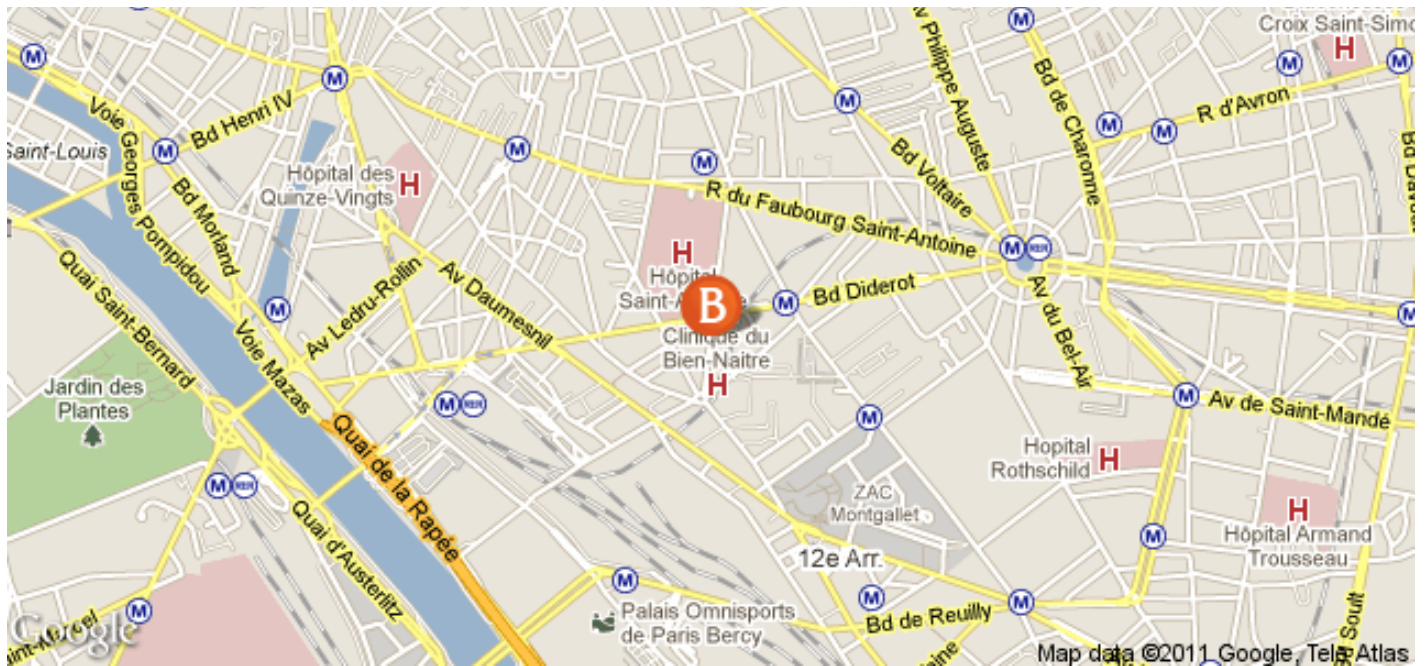 Croix Saint-Simo
Av Philippe Auguste
Bd de Charonne
R d'Avron
Voie Georges Pompidou
Bd Henri IV
Saint-Louis
Hôpital des
Quinze-Vingts
H
Bd Voltaire
R du Faubourg Saint-Antoine
Bd Morland
H
Hôpital
Saint-A
B
Bd Diderot
Av Ledru-Rollin
Av Daumesnil
Quai Saint-Bernard
Voie Mazas
Clinique du
Bien-Naitre
H
Av du Bel-Air
Av de Saint-Mandé
Jardin des
Plantes
Quai de la Rapée
Hopital
Rothschild
H
ZAC
Montgallet
Hôpital Armand
Trousseau
H
Quai d'Austerlitz
12e Arr.
Palais Omnisports
de Paris Bercy
Bd de Reuilly
Soult
Google
Map data ©2011 Google, Tele Atlas